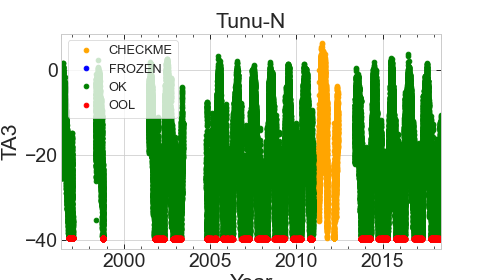 Tunu-N
CHECKME
FROZEN
OK
OOL
TA3
0
−20
−40
2000
2005
2010
2015
Year